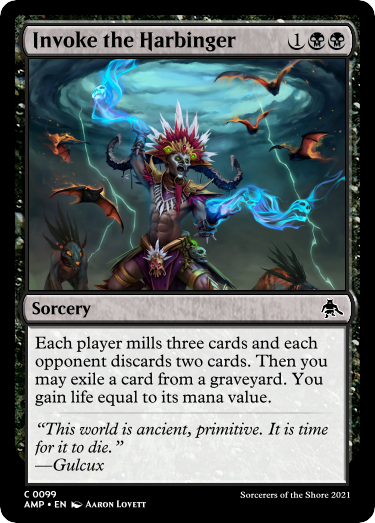 Invoke the Harbinger 1
Sorcery
Each player mills three cards and each
opponent discards two cards. Then you
may exile a card from a graveyard. You
gain life equal to its mana value.
“This world is ancient, primitive. It is time
for it to die.”
—Gulcux
C 0099
AMP • EN Aaron Lovett
Sorcerers of the Shore 2021